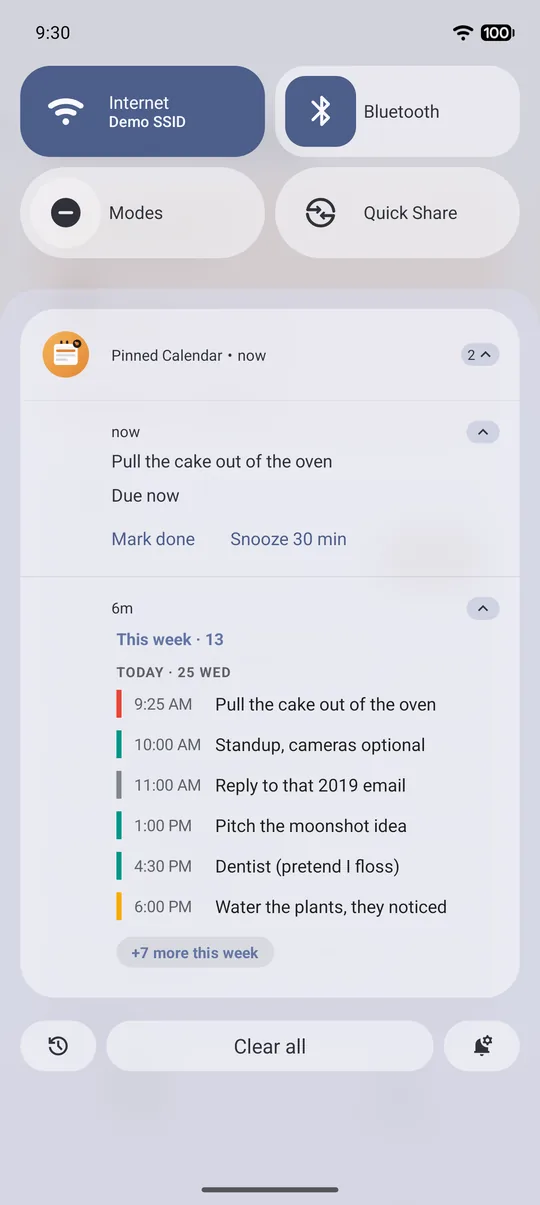 9:30
100
Internet
Demo SSID
Bluetooth
Modes
Quick Share
Pinned Calendar • now
2
now
Pull the cake out of the oven
Due now
Mark done
Snooze 30 min
6m
This week · 13
TODAY · 25 WED
9:25 AM Pull the cake out of the oven
10:00 AM Standup, cameras optional
11:00 AM Reply to that 2019 email
1:00 PM Pitch the moonshot idea
4:30 PM Dentist (pretend I floss)
6:00 PM Water the plants, they noticed
+7 more this week
Clear all